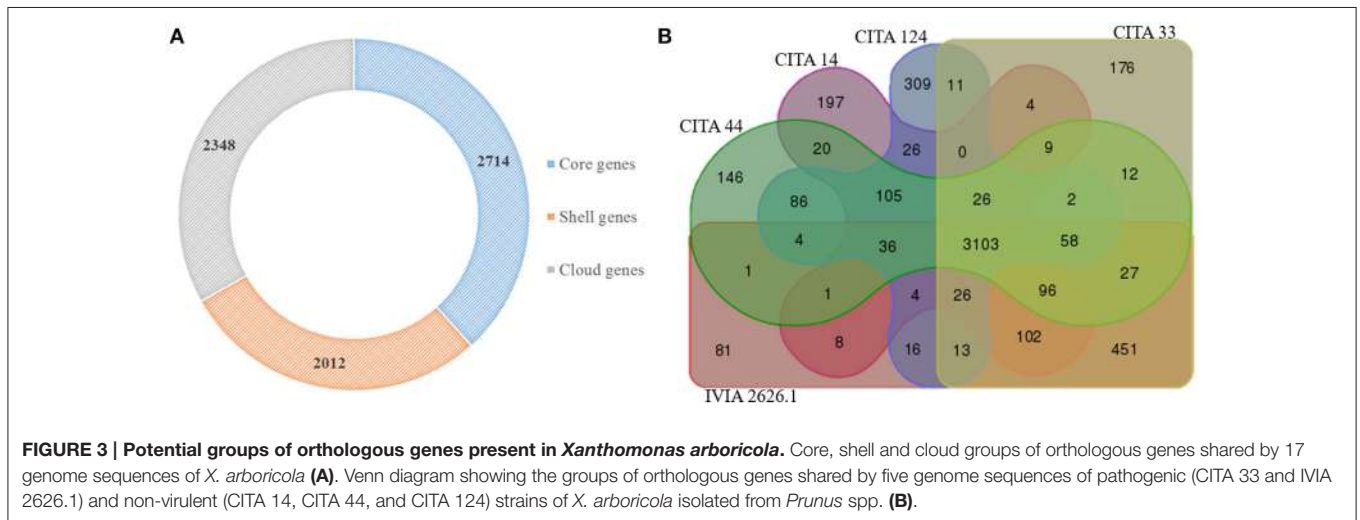 A
2348
2714
2012
Core genes
Shell genes
Cloud genes
B
CITA 124
CITA 33
CITA 14
CITA 44
IVIA 2626.1
309 11 176
197 4
20 26 0 9 12
146 86 105 26 2
4 36 3103 58
1 27
1 4 26 96
81 8 16 13 102 451
FIGURE 3 | Potential groups of orthologous genes present in Xanthomonas arboricola. Core, shell and cloud groups of orthologous genes shared by 17
genome sequences of X. arboricola (A). Venn diagram showing the groups of orthologous genes shared by five genome sequences of pathogenic (CITA 33 and IVIA
2626.1) and non-virulent (CITA 14, CITA 44, and CITA 124) strains of X. arboricola isolated from Prunus spp. (B).